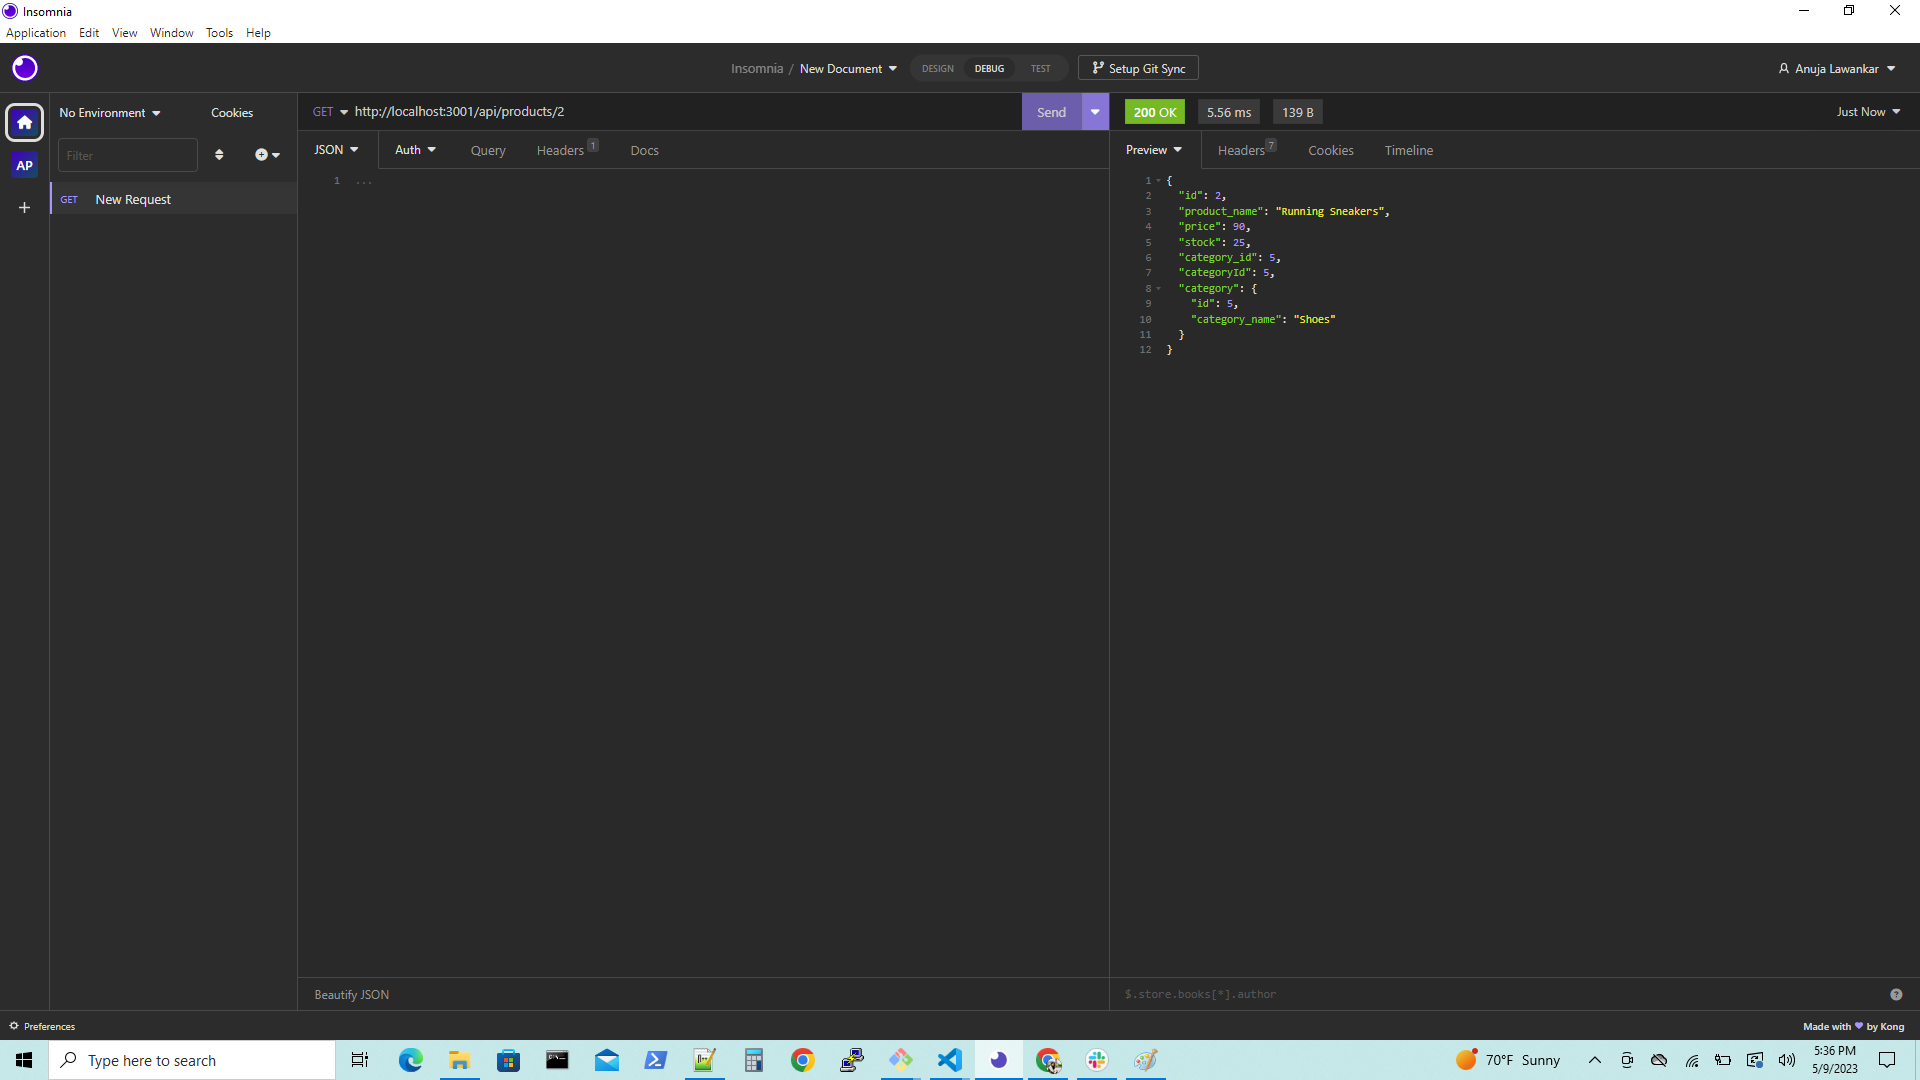 Insomnia
Application Edit View Window Tools Help
Insomnia / New Document DESIGN DEBUG TEST Setup Git Sync Anuja Lawankar
No Environment Cookies
GET http://localhost:3001/api/products/2 Send
200 OK 5.56 ms 139 B Just Now
Filter
AP
GET New Request
JSON Auth Query Headers 1 Docs
1 ...
Preview Headers 7 Cookies Timeline
1 {
2 "id": 2,
3 "product_name": "Running Sneakers",
4 "price": 90,
5 "stock": 25,
6 "category_id": 5,
7 "categoryId": 5,
8 "category": {
9 "id": 5,
10 "category_name": "Shoes"
11 }
12 }
Beautify JSON
$.store.books[*].author
Preferences
Made with by Kong
Type here to search
70°F Sunny
5:36 PM
5/9/2023